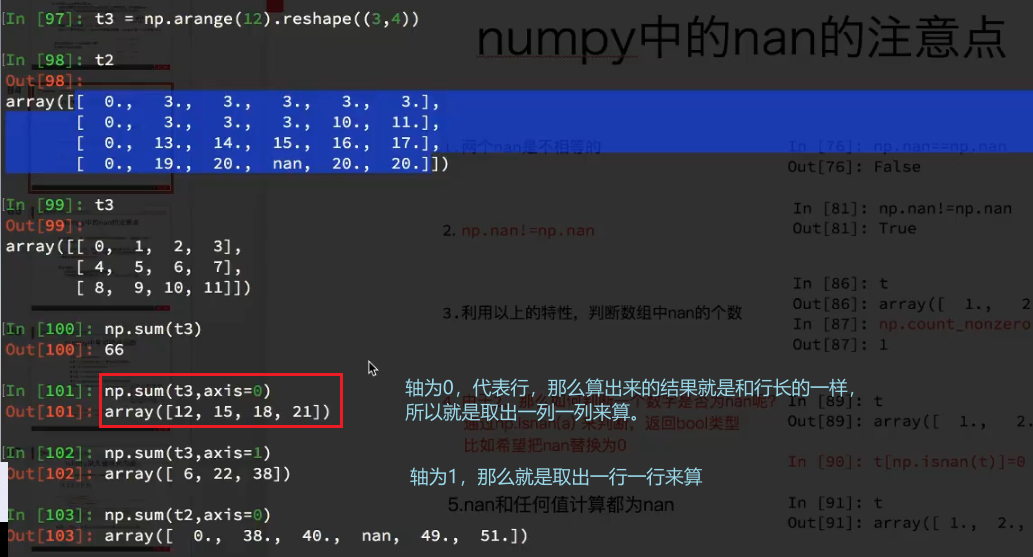 In [97]: t3 = np.arange(12).reshape((3,4))
numpy中的nan的注意点
In [98]: t2
Out[98]:
array([[ 0., 3., 3., 3., 3., 3.],
[ 0., 3., 3., 3., 10., 11.],
[ 0., 13., 14., 15., 16., 17.],
[ 0., 19., 20., nan, 20., 20.]])
两个nan是不相等的
In [76]: np.nan==np.nan
Out[76]: False
In [99]: t3
Out[99]:
array([[ 0, 1, 2, 3],
[ 4, 5, 6, 7],
[ 8, 9, 10, 11]])
2. np.nan!=np.nan
In [81]: np.nan!=np.nan
Out[81]: True
3.利用以上的特性，判断数组中nan的个数
In [86]: t
Out[86]: array([ 1., 2
In [87]: np.count_nonzero
Out[87]: 1
In [100]: np.sum(t3)
Out[100]: 66
In [101]: np.sum(t3,axis=0)
Out[101]: array([12, 15, 18, 21])
轴为0，代表行，那么算出来的结果就是和行长的一样，
所以就是取出一列一列来算。
通过np.isnan(a) 来判断，返回bool类型
比如希望把nan替换为0
In [89]: t
Out[89]: array([ 1., 2.
In [90]: t[np.isnan(t)]=0
In [102]: np.sum(t3,axis=1)
Out[102]: array([ 6, 22, 38])
轴为1，那么就是取出一行一行来算
5.nan和任何值计算都为nan
In [91]: t
Out[91]: array([ 1., 2.,
In [103]: np.sum(t2,axis=0)
Out[103]: array([ 0., 38., 40., nan, 49., 51.])